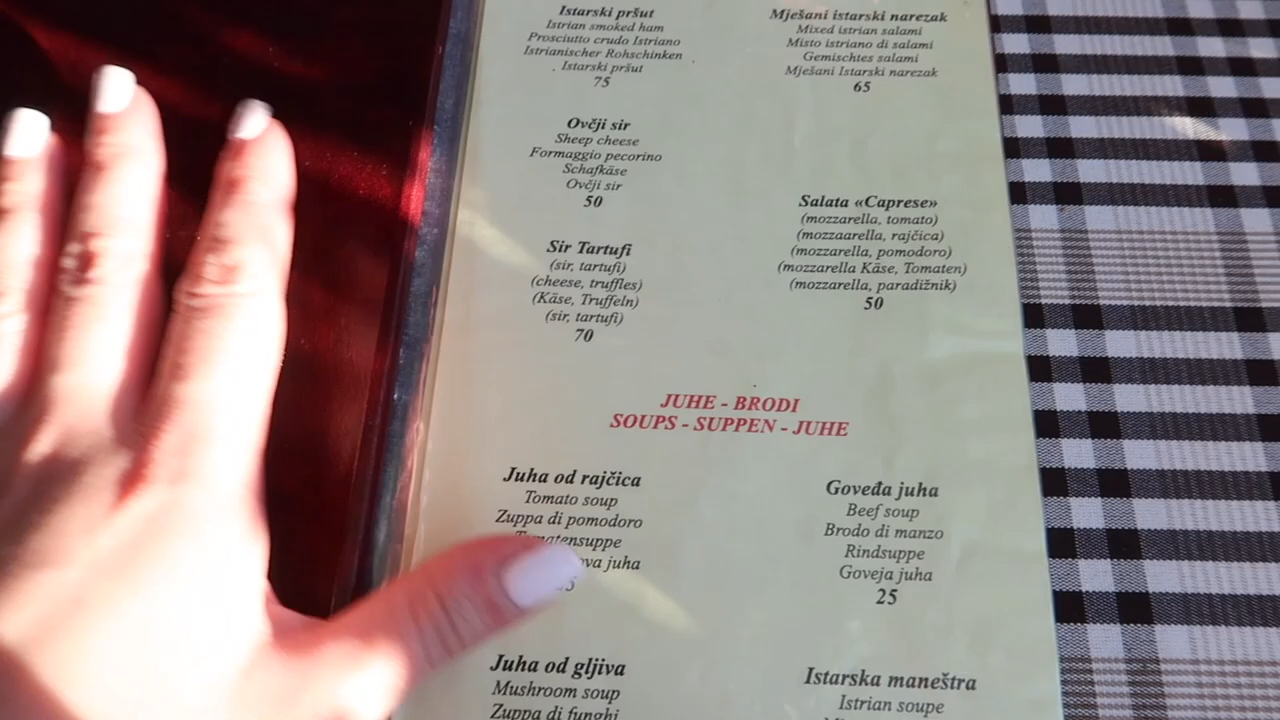 Istarski pršut
Istrian smoked ham
Prosciutto crudo Istriano
Istrianischer Rohschinken
Istarski pršut
75
Mješani istarski narezak
Mixed istrian salami
Misto istriano di salami
Gemischtes salami
Mješani Istarski narezak
65
Ovčji sir
Sheep cheese
Formaggio pecorino
Schafkäse
Ovčji sir
50
Salata «Caprese»
(mozzarella, tomato)
(mozzaarella, rajčica)
(mozzarella, pomodoro)
(mozzarella Käse, Tomaten)
(mozzarella, paradižnik)
50
Sir Tartufi
(sir, tartufi)
(cheese, truffles)
(Käse, Truffeln)
(sir, tartufi)
70
JUHE - BRODI
SOUPS - SUPPEN - JUHE
Juha od rajčica
Tomato soup
Zuppa di pomodoro
Tomatensuppe
juha
Goveđa juha
Beef soup
Brodo di manzo
Rindsuppe
Goveja juha
25
Juha od gljiva
Mushroom soup
Zuppa di funghi
Istarska maneštra
Istrian soupe